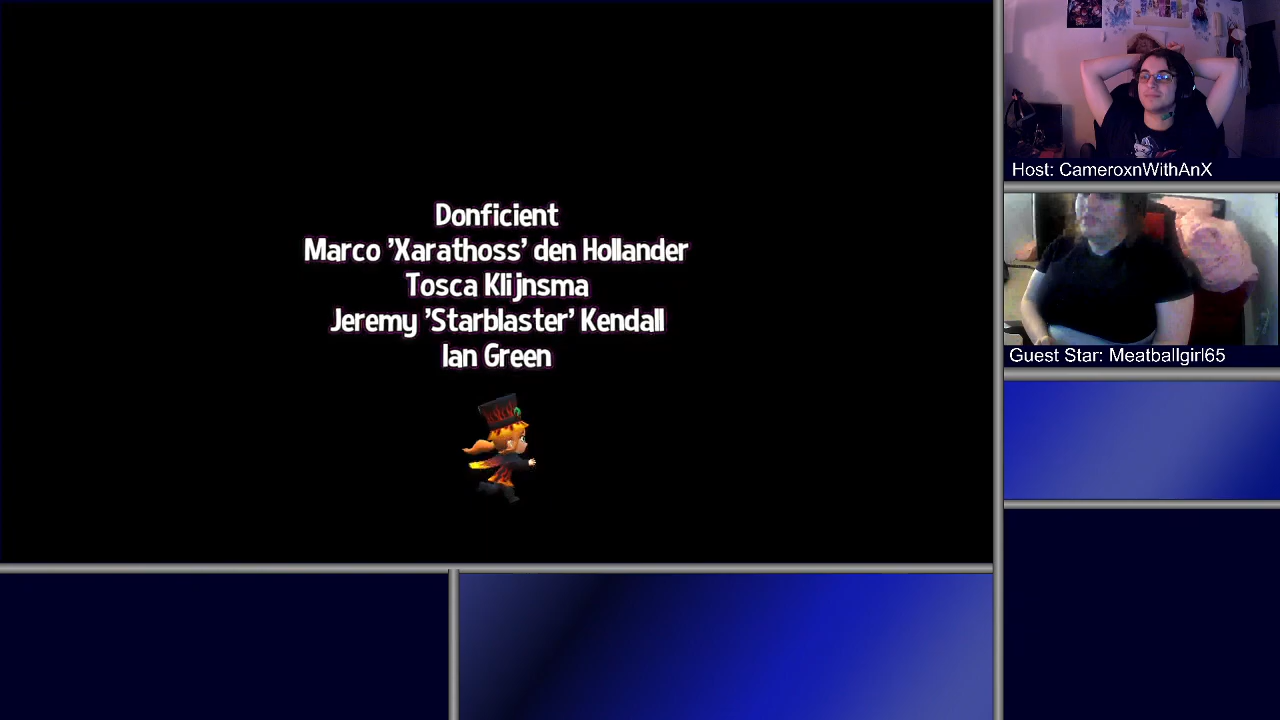 Donficient
Marco 'Xarathoss' den Hollander
Tosca Klijnsma
Jeremy 'Starblaster' Kendall
Ian Green
Host: CameroxnWithAnX
Guest Star: Meatballgirl65